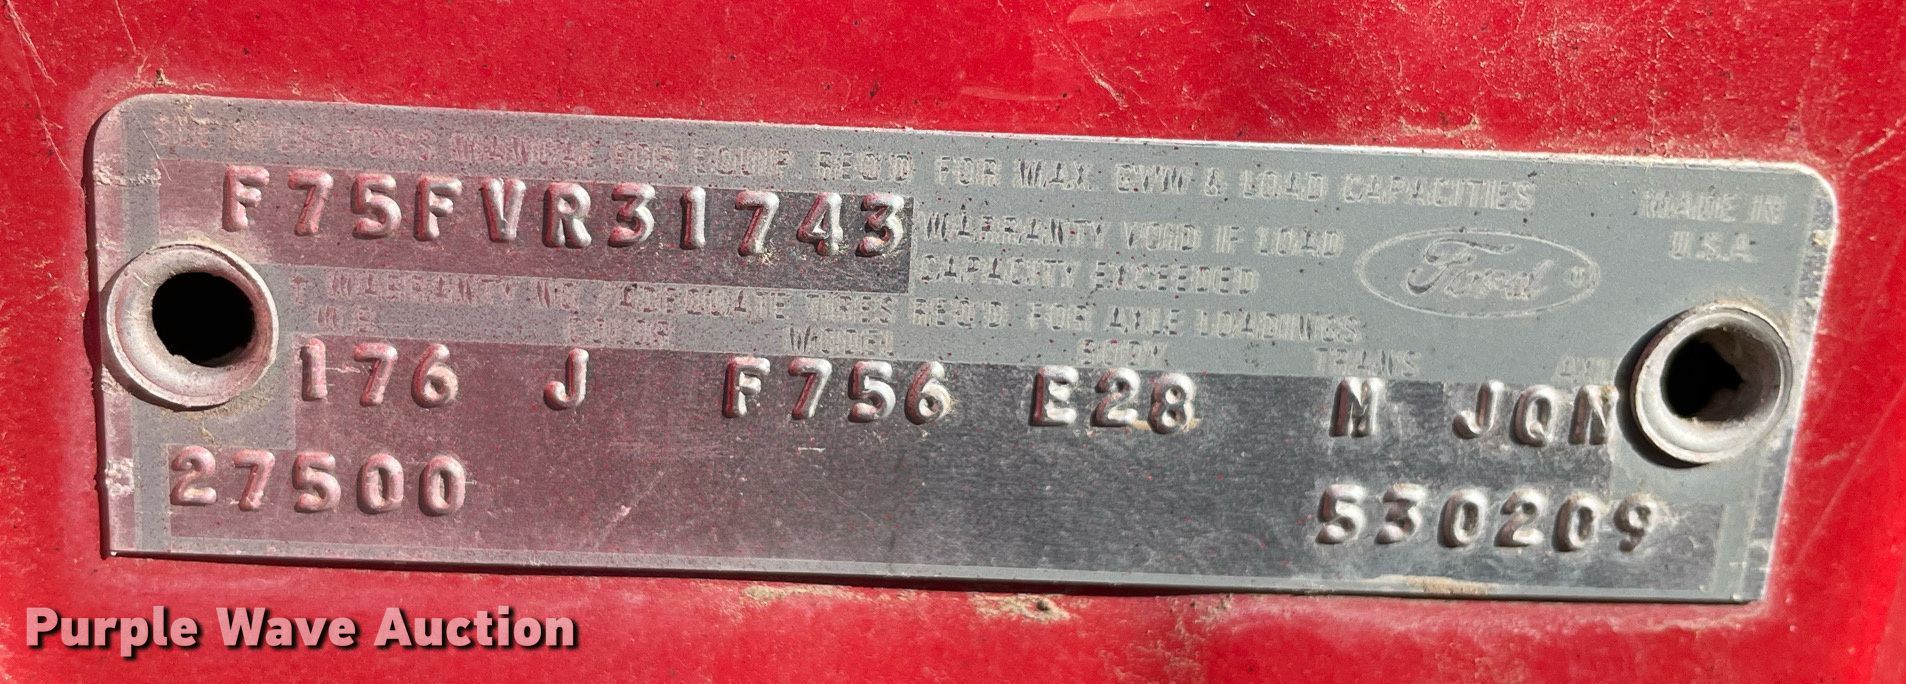 SEE OPERATORS MANUAL FOR EQUIP. REQ'D. FOR MAX. GVW & LOAD CAPACITIES
F75FVR31743
WARRANTY VOID IF LOAD
CAPACITY EXCEEDED
Ford
MADE IN
U.S.A.
† WARRANTY NO. /ADEQUATE TIRES REQ'D. FOR AXLE LOADINGS
W.B. COLOR MODEL BODY TRANS
176 J F756 E28 M JQN
27500 530209
Purple Wave Auction